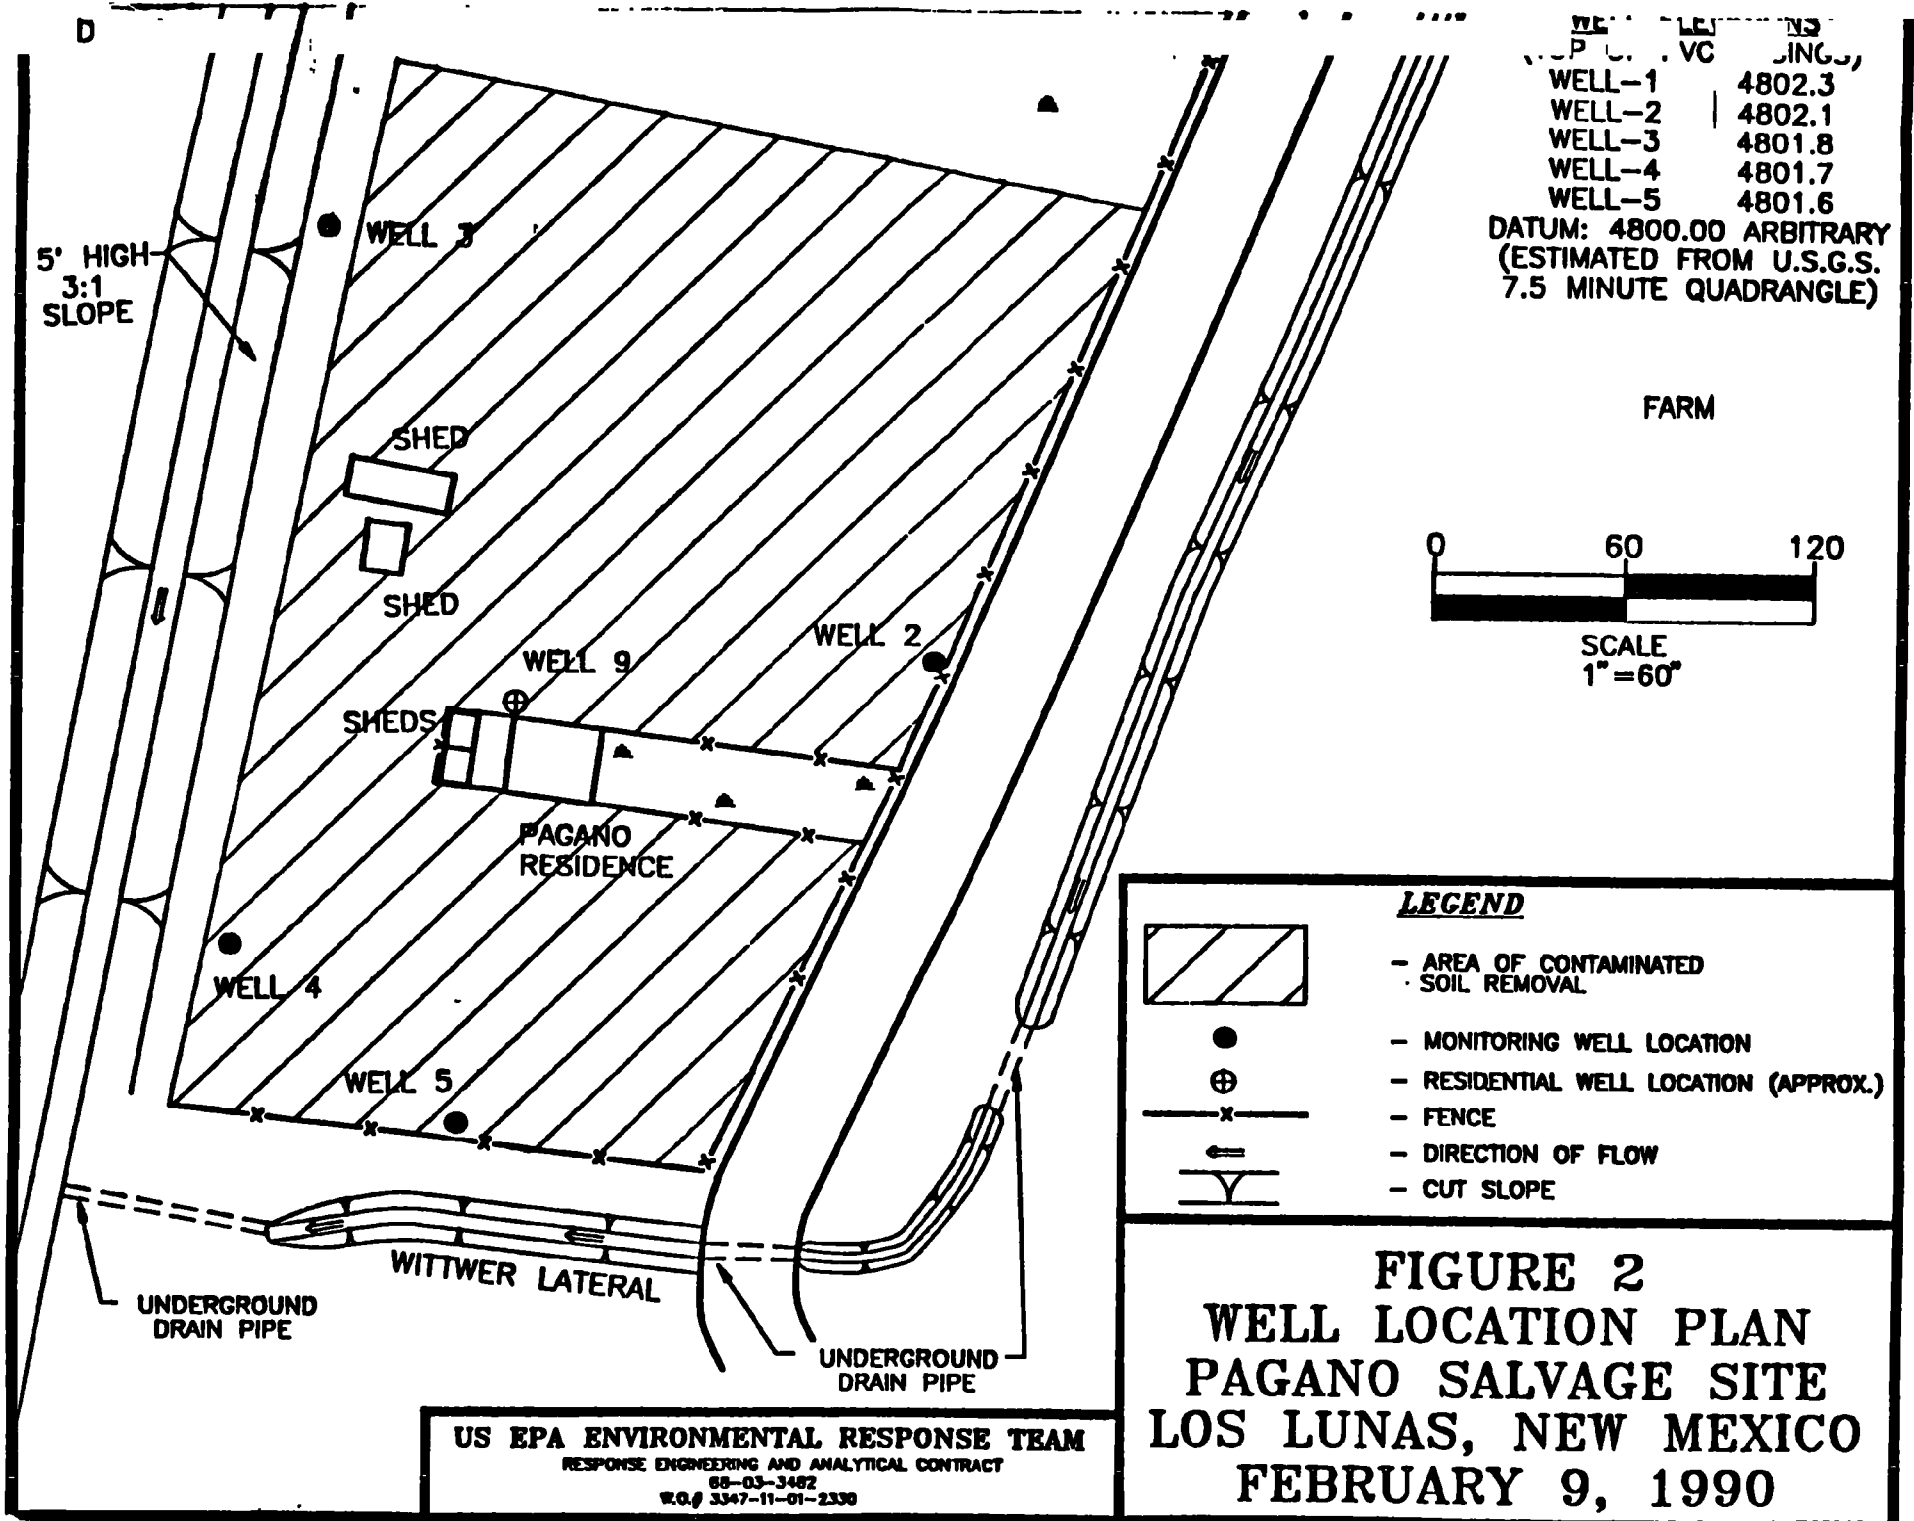 D
WELL-1 4802.3
WELL-2 4802.1
WELL-3 4801.8
WELL-4 4801.7
WELL-5 4801.6
DATUM: 4800.00 ARBITRARY
(ESTIMATED FROM U.S.G.S.
7.5 MINUTE QUADRANGLE)
WELL 3
5' HIGH
3:1
SLOPE
FARM
SHED
SHED
0 60 120
SCALE
1"=60"
WELL 2
WELL 9
SHEDS
PAGANO
RESIDENCE
WELL 4
WELL 5
LEGEND
- AREA OF CONTAMINATED
SOIL REMOVAL
- MONITORING WELL LOCATION
- RESIDENTIAL WELL LOCATION (APPROX.)
- FENCE
- DIRECTION OF FLOW
- CUT SLOPE
WITTWER LATERAL
UNDERGROUND
DRAIN PIPE
UNDERGROUND
DRAIN PIPE
FIGURE 2
WELL LOCATION PLAN
PAGANO SALVAGE SITE
LOS LUNAS, NEW MEXICO
FEBRUARY 9, 1990
US EPA ENVIRONMENTAL RESPONSE TEAM
RESPONSE ENGINEERING AND ANALYTICAL CONTRACT
68-03-3482
W.O.# 3347-11-01-2330